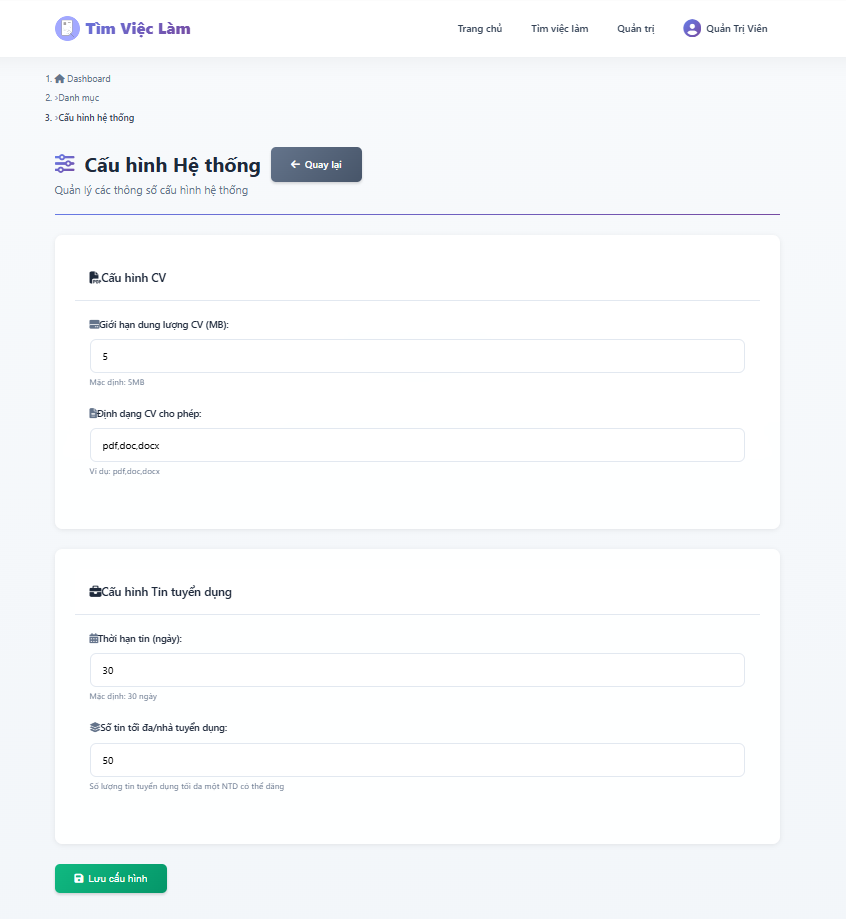 Tìm Việc Làm
Trang chủ Tìm việc làm Quản trị Quản Trị Viên
1. Dashboard
2. ›Danh mục
3. ›Cấu hình hệ thống
Cấu hình Hệ thống
← Quay lại
Quản lý các thông số cấu hình hệ thống
Cấu hình CV
Giới hạn dung lượng CV (MB):
5
Mặc định: 5MB
Định dạng CV cho phép:
pdf,doc,docx
Ví dụ: pdf,doc,docx
Cấu hình Tin tuyển dụng
Thời hạn tin (ngày):
30
Mặc định: 30 ngày
Số tin tối đa/nhà tuyển dụng:
50
Số lượng tin tuyển dụng tối đa một NTD có thể đăng
Lưu cấu hình